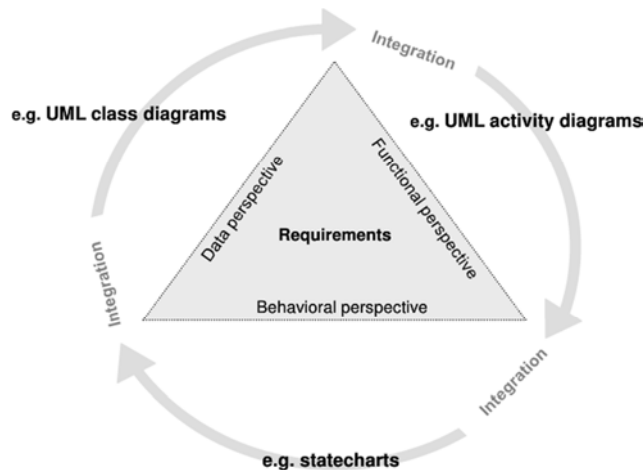 Integration
e.g. UML class diagrams
e.g. UML activity diagrams
Data perspective
Functional perspective
Requirements
Integration
Behavioral perspective
Integration
e.g. statecharts